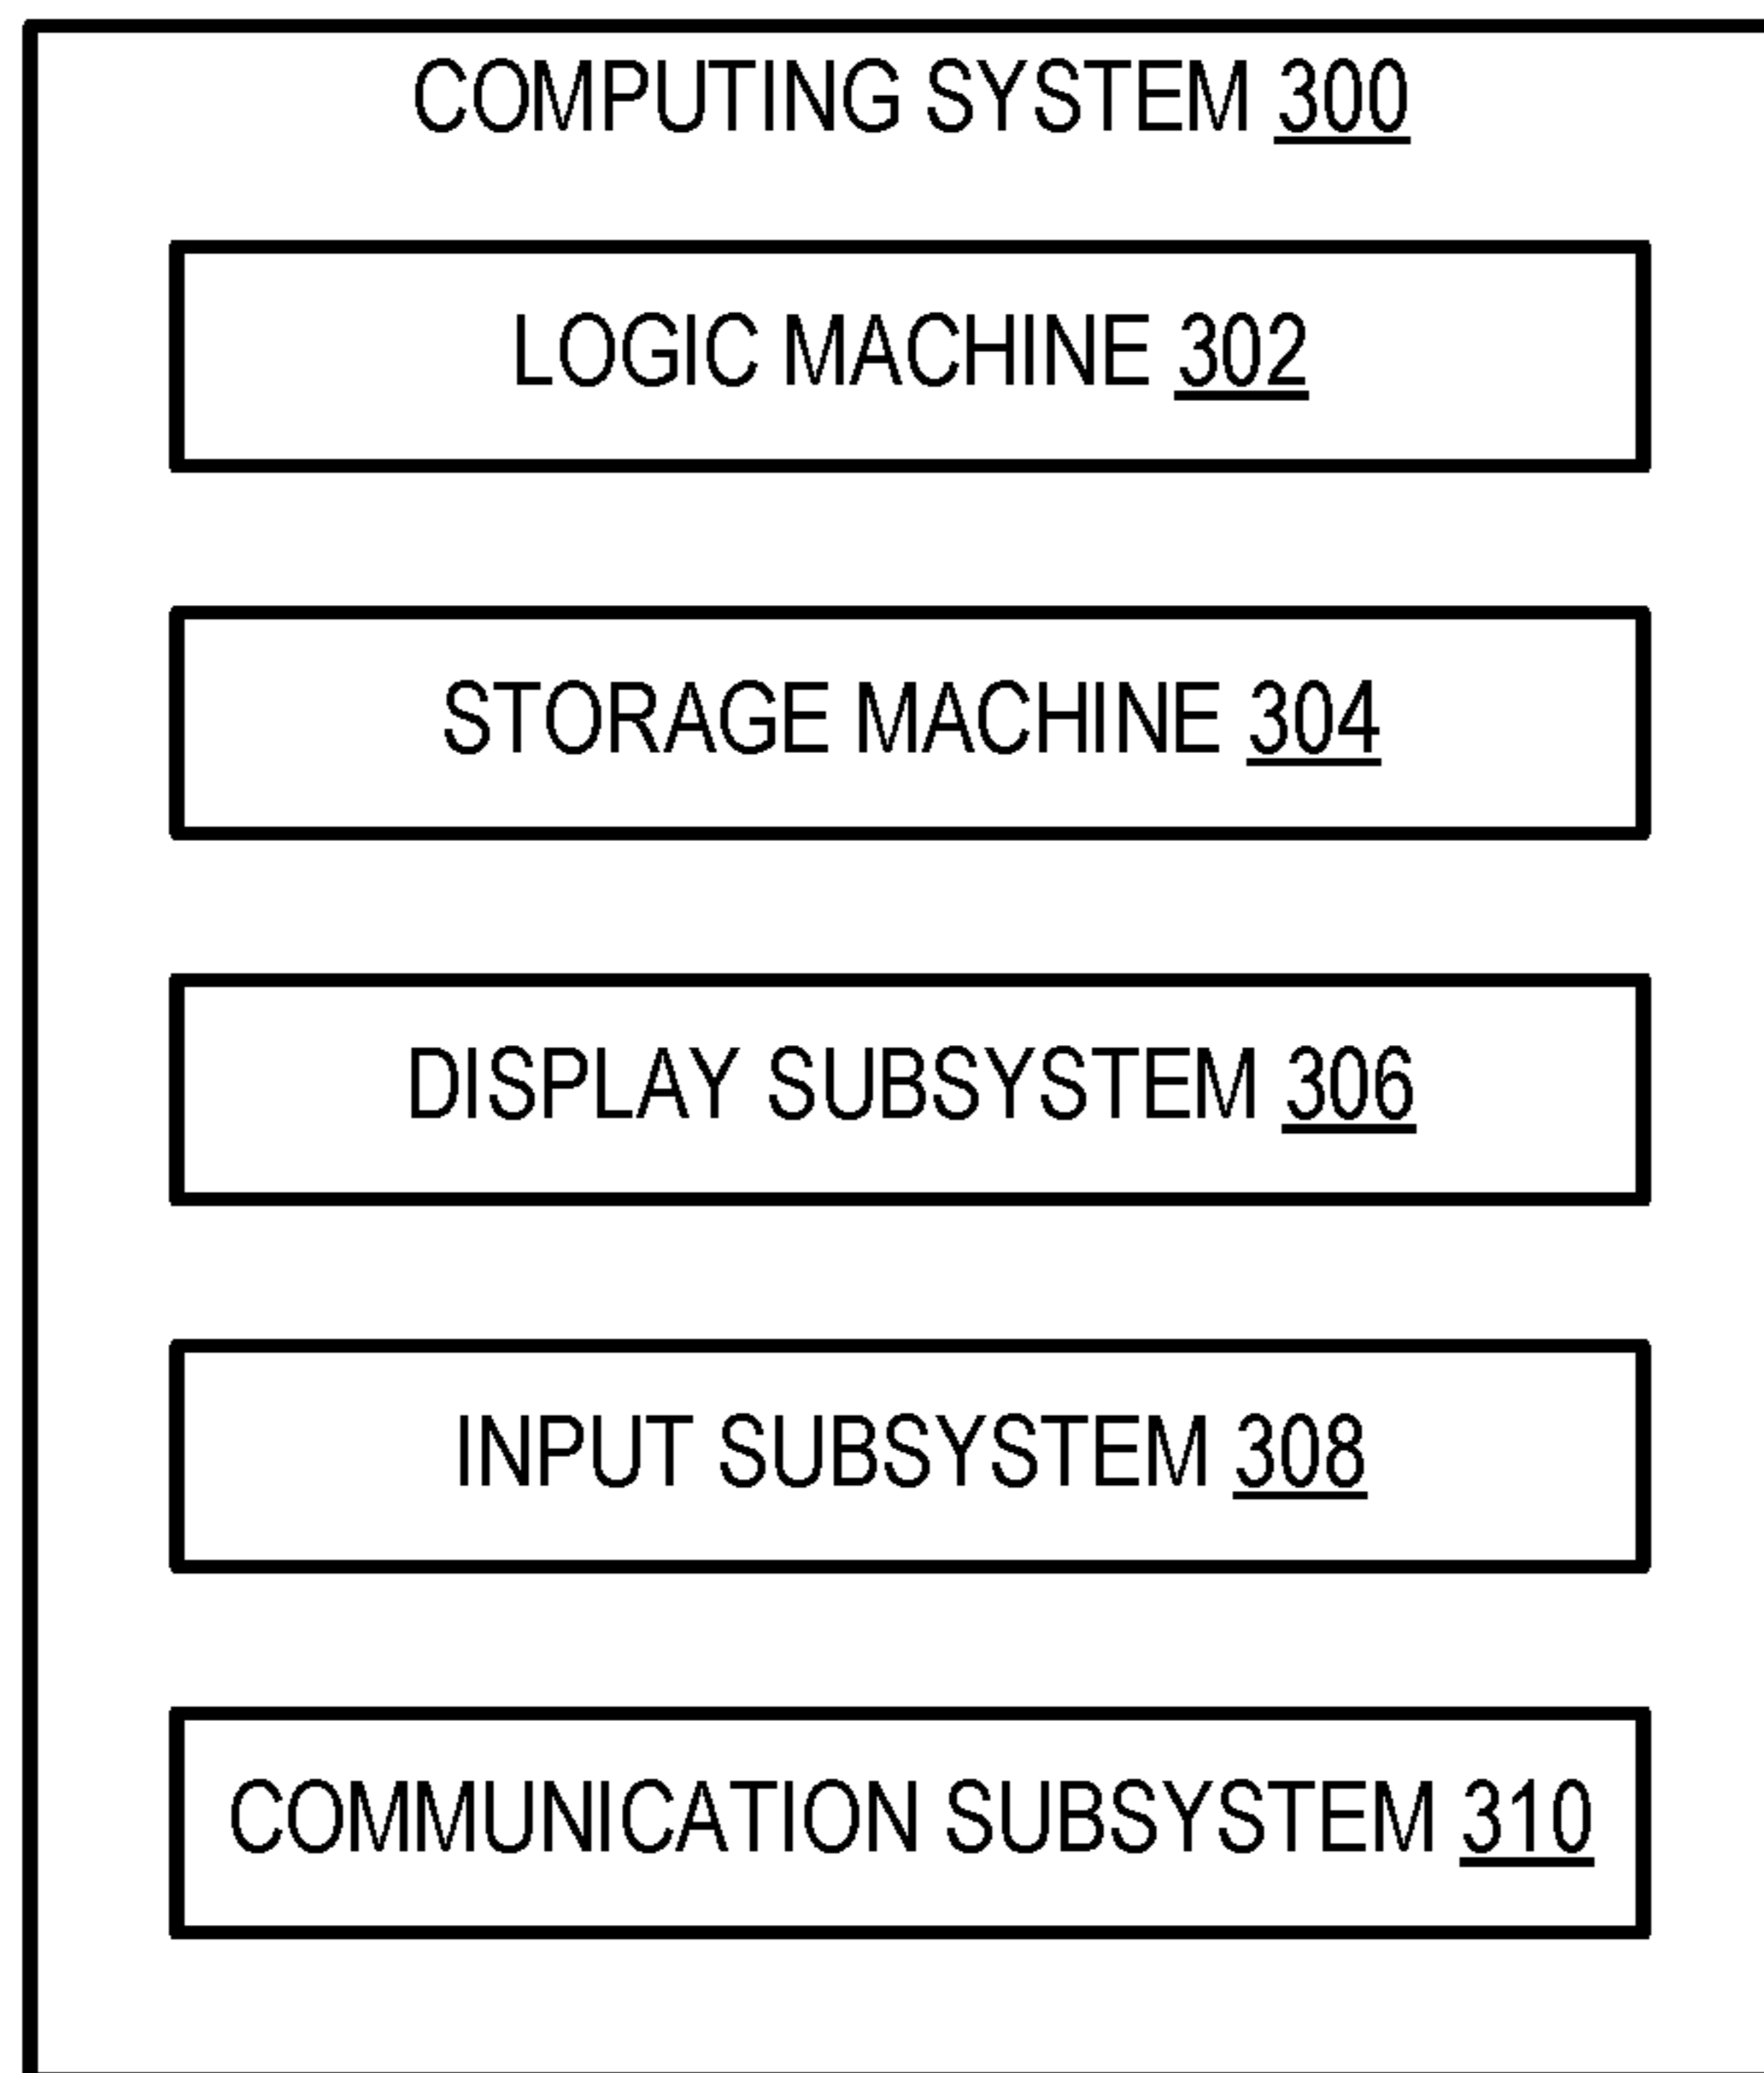 COMPUTING SYSTEM 300
LOGIC MACHINE 302
STORAGE MACHINE 304
DISPLAY SUBSYSTEM 306
INPUT SUBSYSTEM 308
COMMUNICATION SUBSYSTEM 310